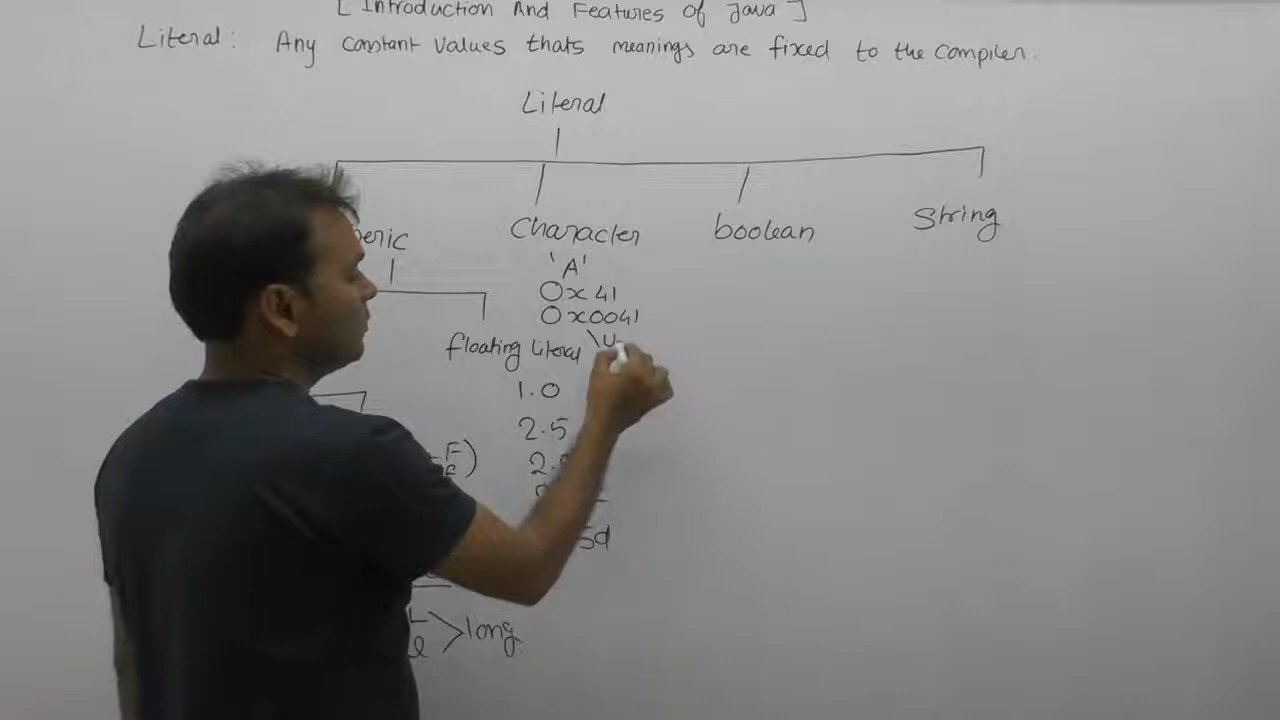 [ Introduction And Features of Java ]
Literal: Any constant values thats meanings are fixed to the compiler.
Literal
Character boolean String
'A'
0x41
0x0041
\u
floating literal
1.0
2.5
long